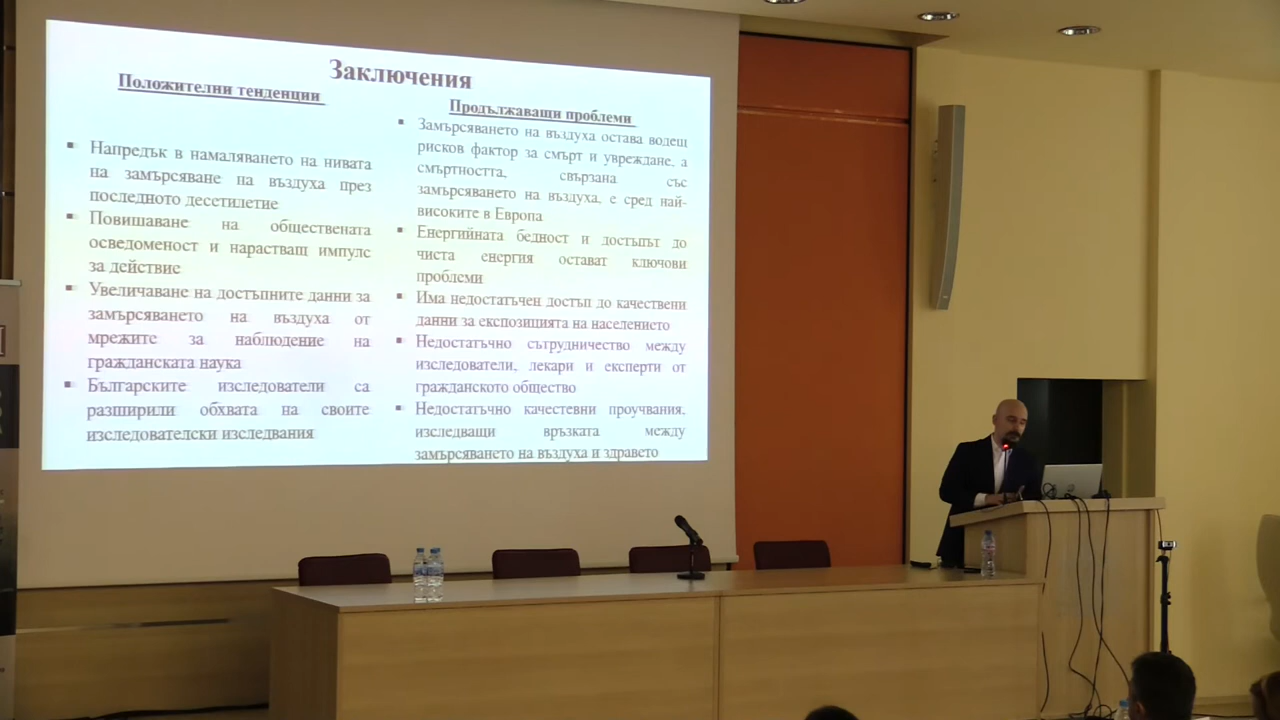 Заключения
Положителни тенденции
Напредък в намаляването на нивата
на замърсяване на въздуха през
последното десетилетие
Повишаване на обществената
осведоменост и нарастващ импулс
за действие
Увеличаване на достъпните данни за
замърсяването на въздуха от
мрежите за наблюдение на
гражданската наука
Българските изследователи са
разширили обхвата на своите
изследователски изследвания
Продължаващи проблеми
Замърсяването на въздуха остава водещ
рисков фактор за смърт и увреждане, а
смъртността, свързана със
замърсяването на въздуха, е сред най-
високите в Европа
Енергийната бедност и достъпът до
чиста енергия остават ключови
проблеми
Има недостатъчен достъп до качествени
данни за експозицията на населението
Недостатъчно сътрудничество между
изследователи, лекари и експерти от
гражданското общество
Недостатъчно качествени проучвания,
изследващи връзката между
замърсяването на въздуха и здравето